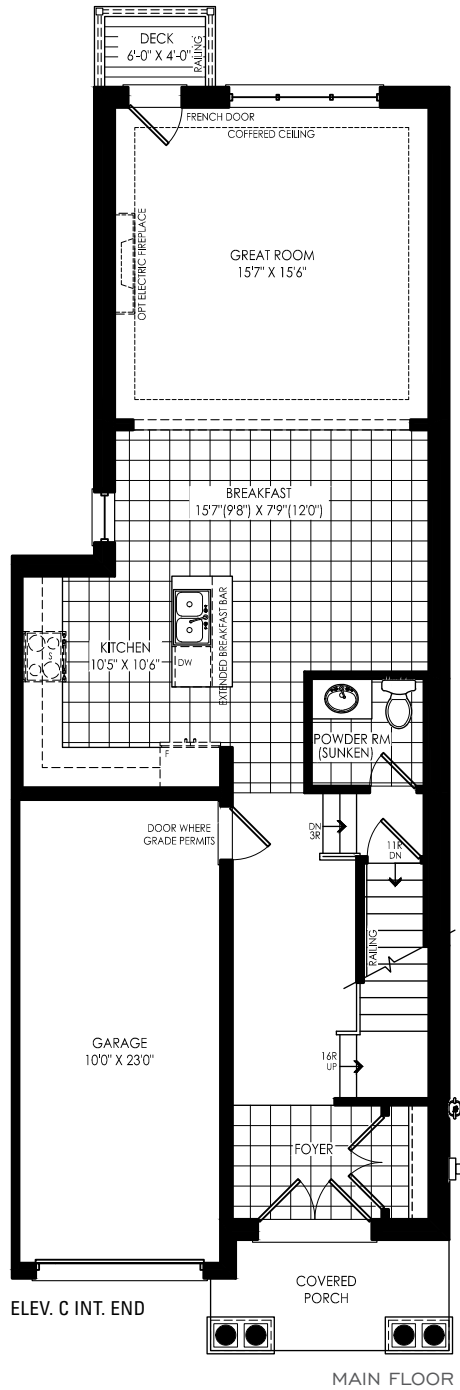 DECK
6'-0" X 4'-0"
RAILING
FRENCH DOOR
COFFERED CEILING
OPT ELECTRIC FIREPLACE
GREAT ROOM
15'7" X 15'6"
BREAKFAST
15'7"(9'8") X 7'9"(12'0")
KITCHEN
10'5" X 10'6"
S
DW
EXTENDED BREAKFAST BAR
F
POWDER RM
(SUNKEN)
DOOR WHERE
GRADE PERMITS
DN
3R
11R
DN
RAILING
GARAGE
10'0" X 23'0"
16R
UP
FOYER
COVERED
PORCH
ELEV. C INT. END
MAIN FLOOR